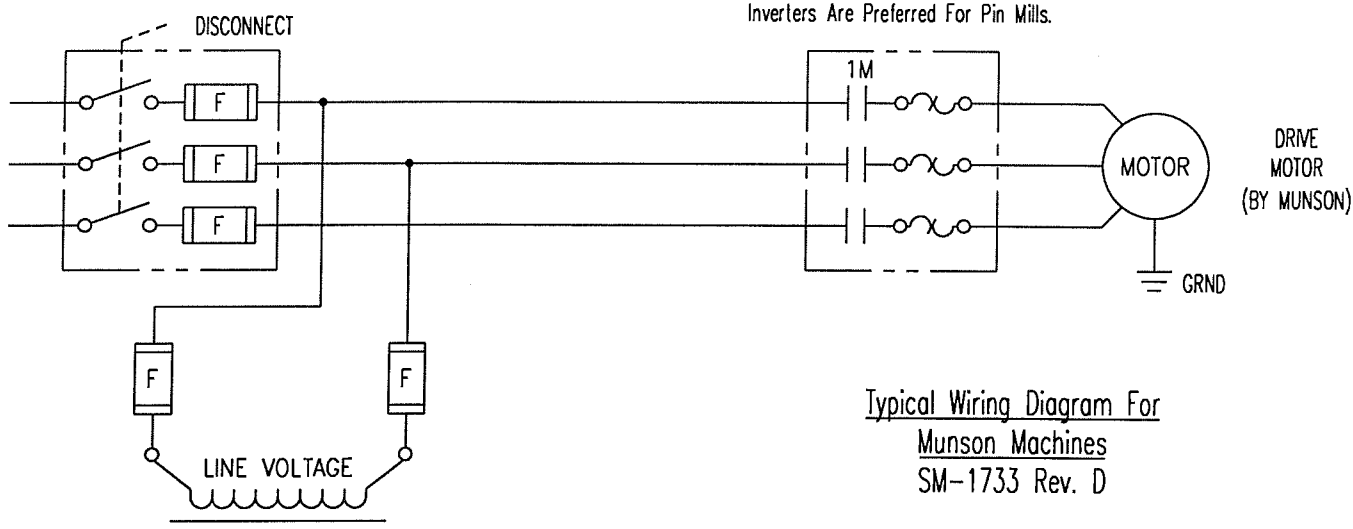 DISCONNECT
Inverters Are Preferred For Pin Mills.
F
1M
F
MOTOR
DRIVE
MOTOR
(BY MUNSON)
F
GRND
F
F
LINE VOLTAGE
Typical Wiring Diagram For
Munson Machines
SM-1733 Rev. D